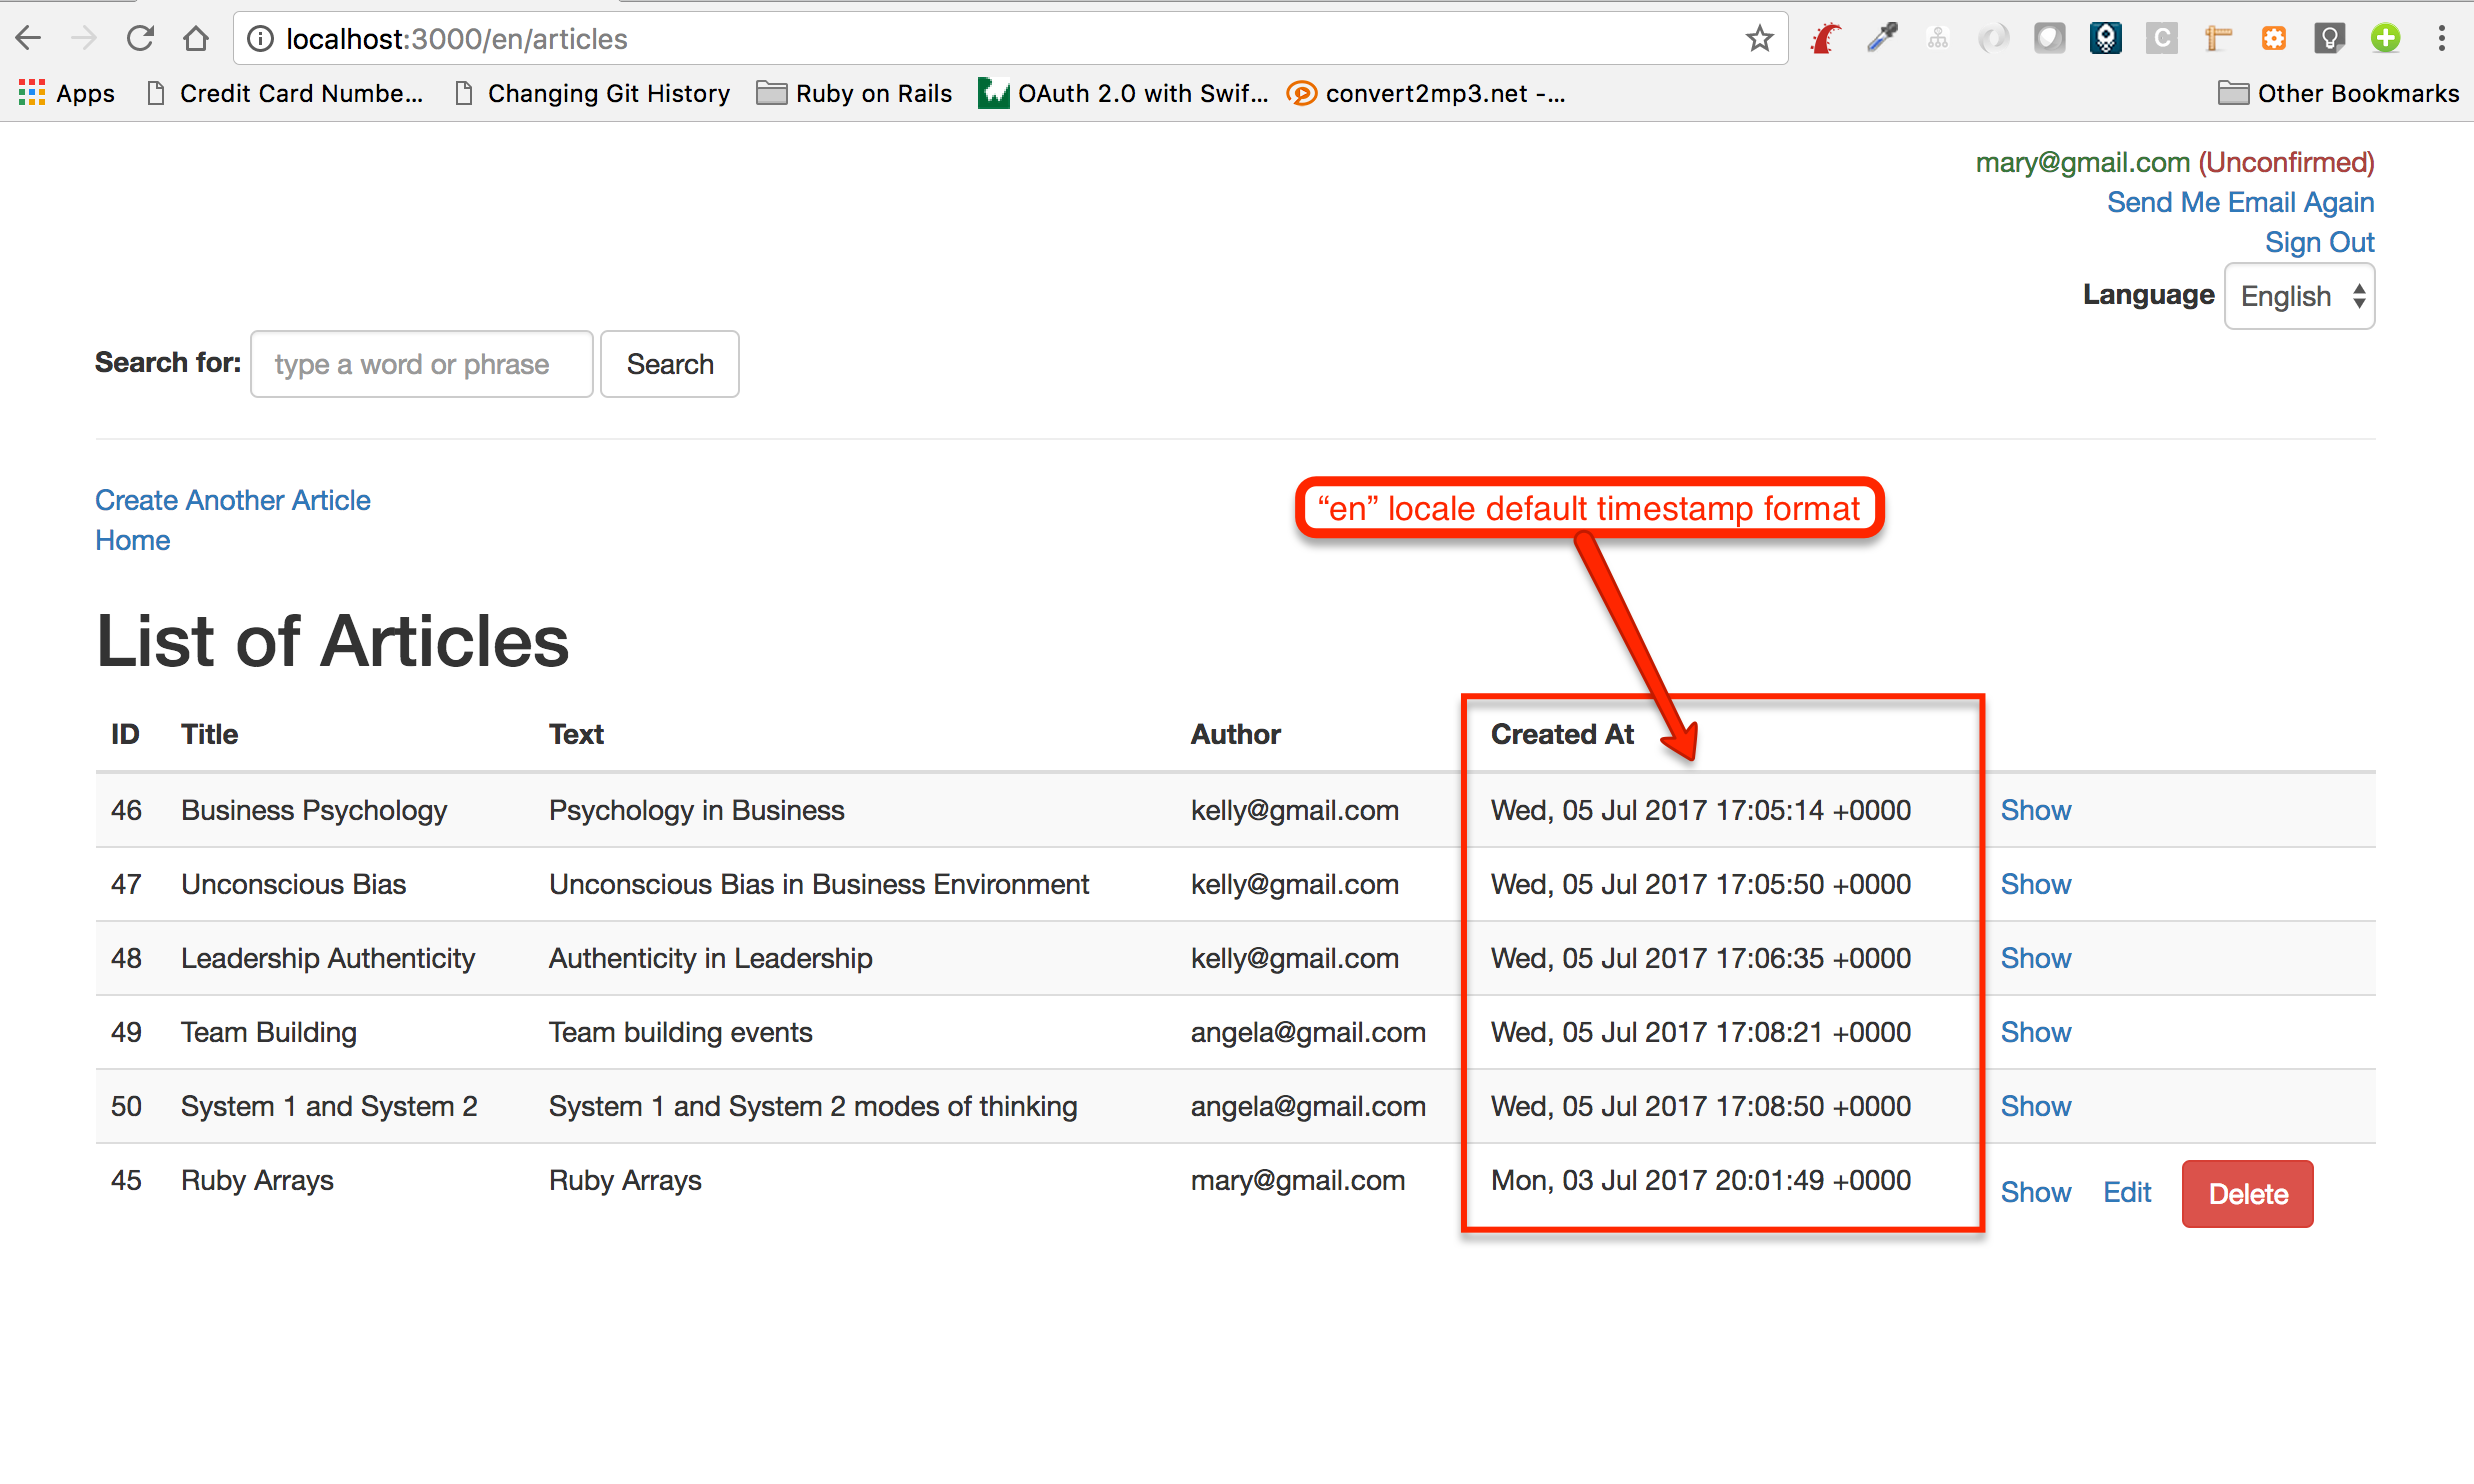 localhost:3000/en/articles
Apps Credit Card Numbe... Changing Git History Ruby on Rails OAuth 2.0 with Swif... convert2mp3.net -... Other Bookmarks
mary@gmail.com (Unconfirmed)
Send Me Email Again
Sign Out
Language English
Search for: type a word or phrase Search
Create Another Article
Home
“en” locale default timestamp format
List of Articles
ID Title Text Author Created At
46 Business Psychology Psychology in Business kelly@gmail.com Wed, 05 Jul 2017 17:05:14 +0000 Show
47 Unconscious Bias Unconscious Bias in Business Environment kelly@gmail.com Wed, 05 Jul 2017 17:05:50 +0000 Show
48 Leadership Authenticity Authenticity in Leadership kelly@gmail.com Wed, 05 Jul 2017 17:06:35 +0000 Show
49 Team Building Team building events angela@gmail.com Wed, 05 Jul 2017 17:08:21 +0000 Show
50 System 1 and System 2 System 1 and System 2 modes of thinking angela@gmail.com Wed, 05 Jul 2017 17:08:50 +0000 Show
45 Ruby Arrays Ruby Arrays mary@gmail.com Mon, 03 Jul 2017 20:01:49 +0000 Show Edit Delete